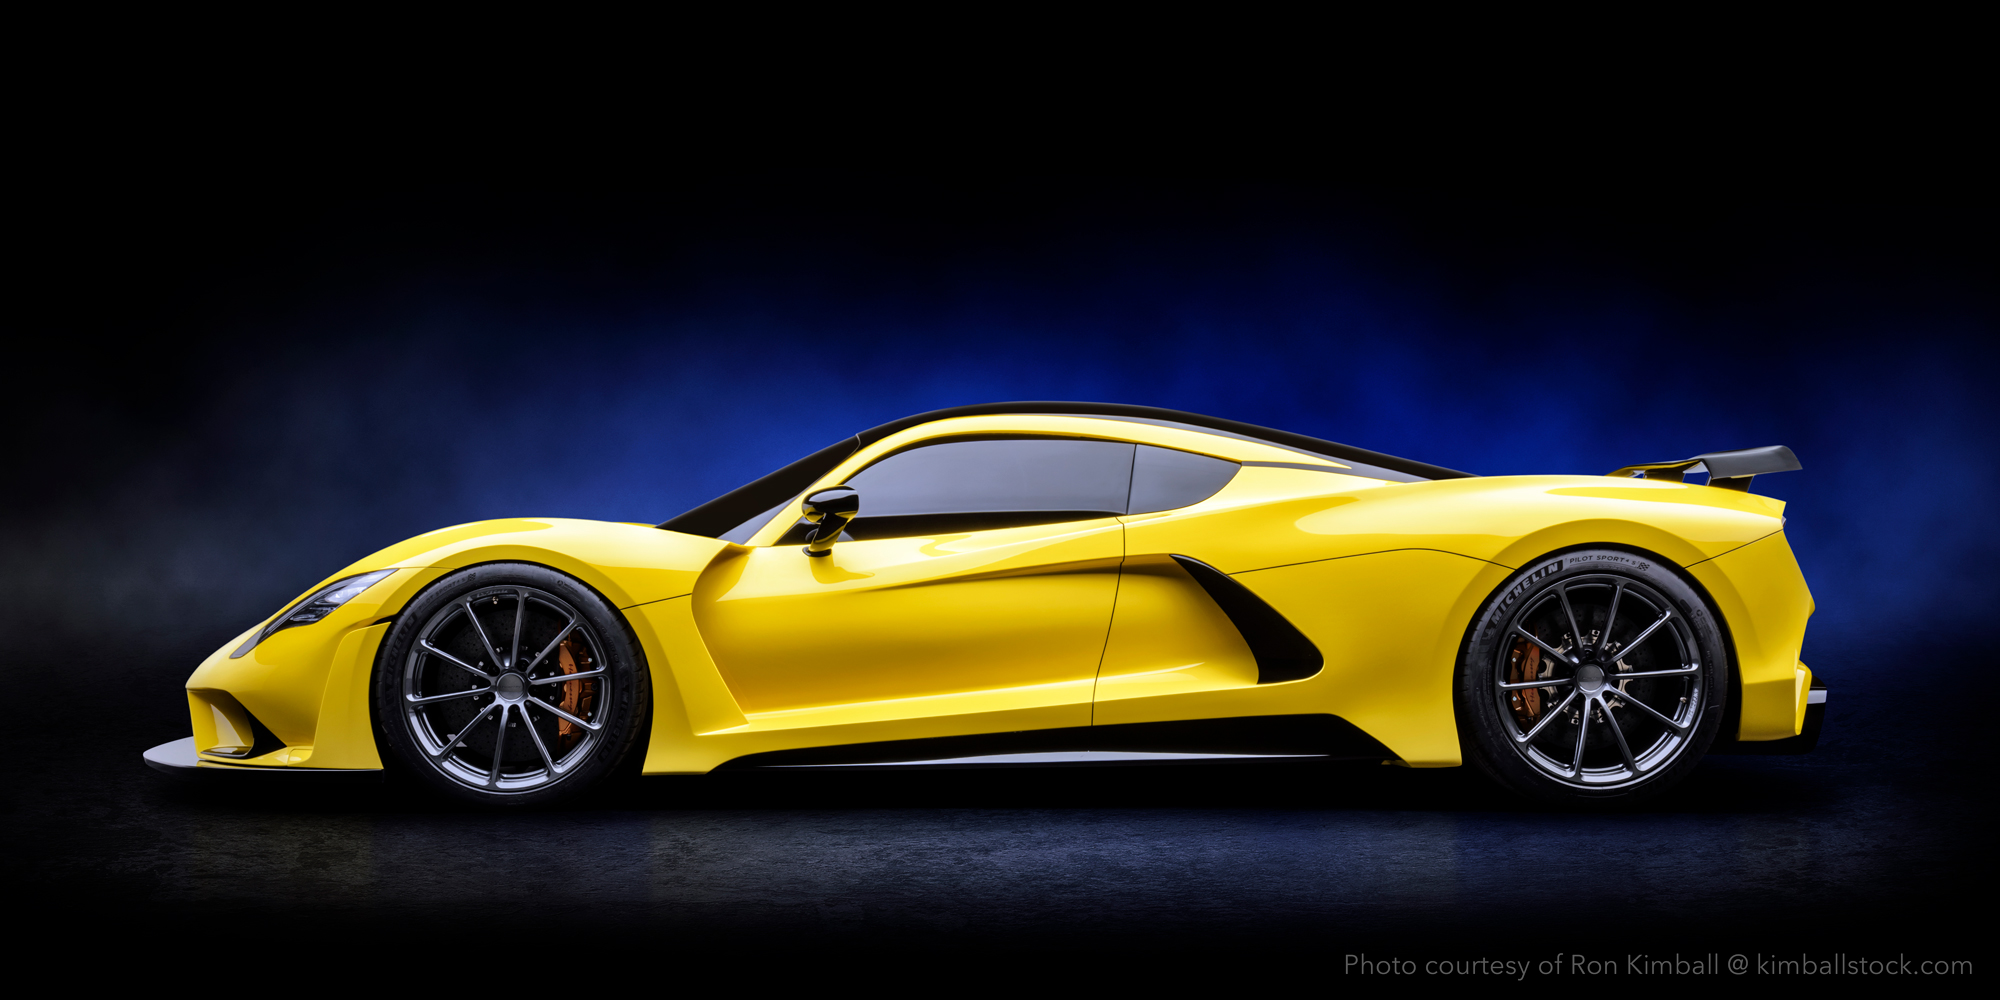 MICHELIN PILOT SPORT 4 S
Photo courtesy of Ron Kimball @ kimballstock.com